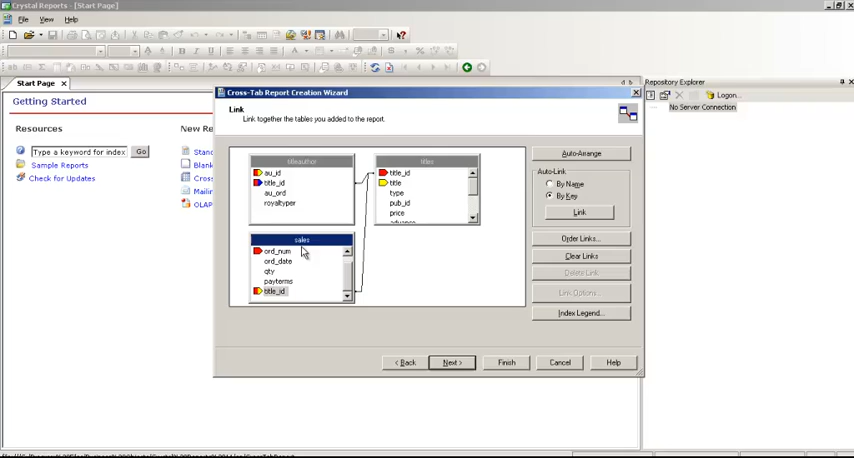 Crystal Reports - [Start Page]
File View Help
Start Page
Getting Started
Resources
New Re
Type a keyword for index
Go
Sample Reports
Check for Updates
Stand
Blank
Cross
Mailin
OLAP
Cross-Tab Report Creation Wizard
Link
Link together the tables you added to the report.
titleauthor
au_id
title_id
au_ord
royaltyper
titles
title_id
title
type
pub_id
price
advance
sales
ord_num
ord_date
qty
payterms
title_id
Auto-Arrange
Auto-Link
By Name
By Key
Link
Order Links...
Clear Links
Delete Link
Link Options...
Index Legend...
< Back
Next >
Finish
Cancel
Help
Repository Explorer
Logon...
No Server Connection